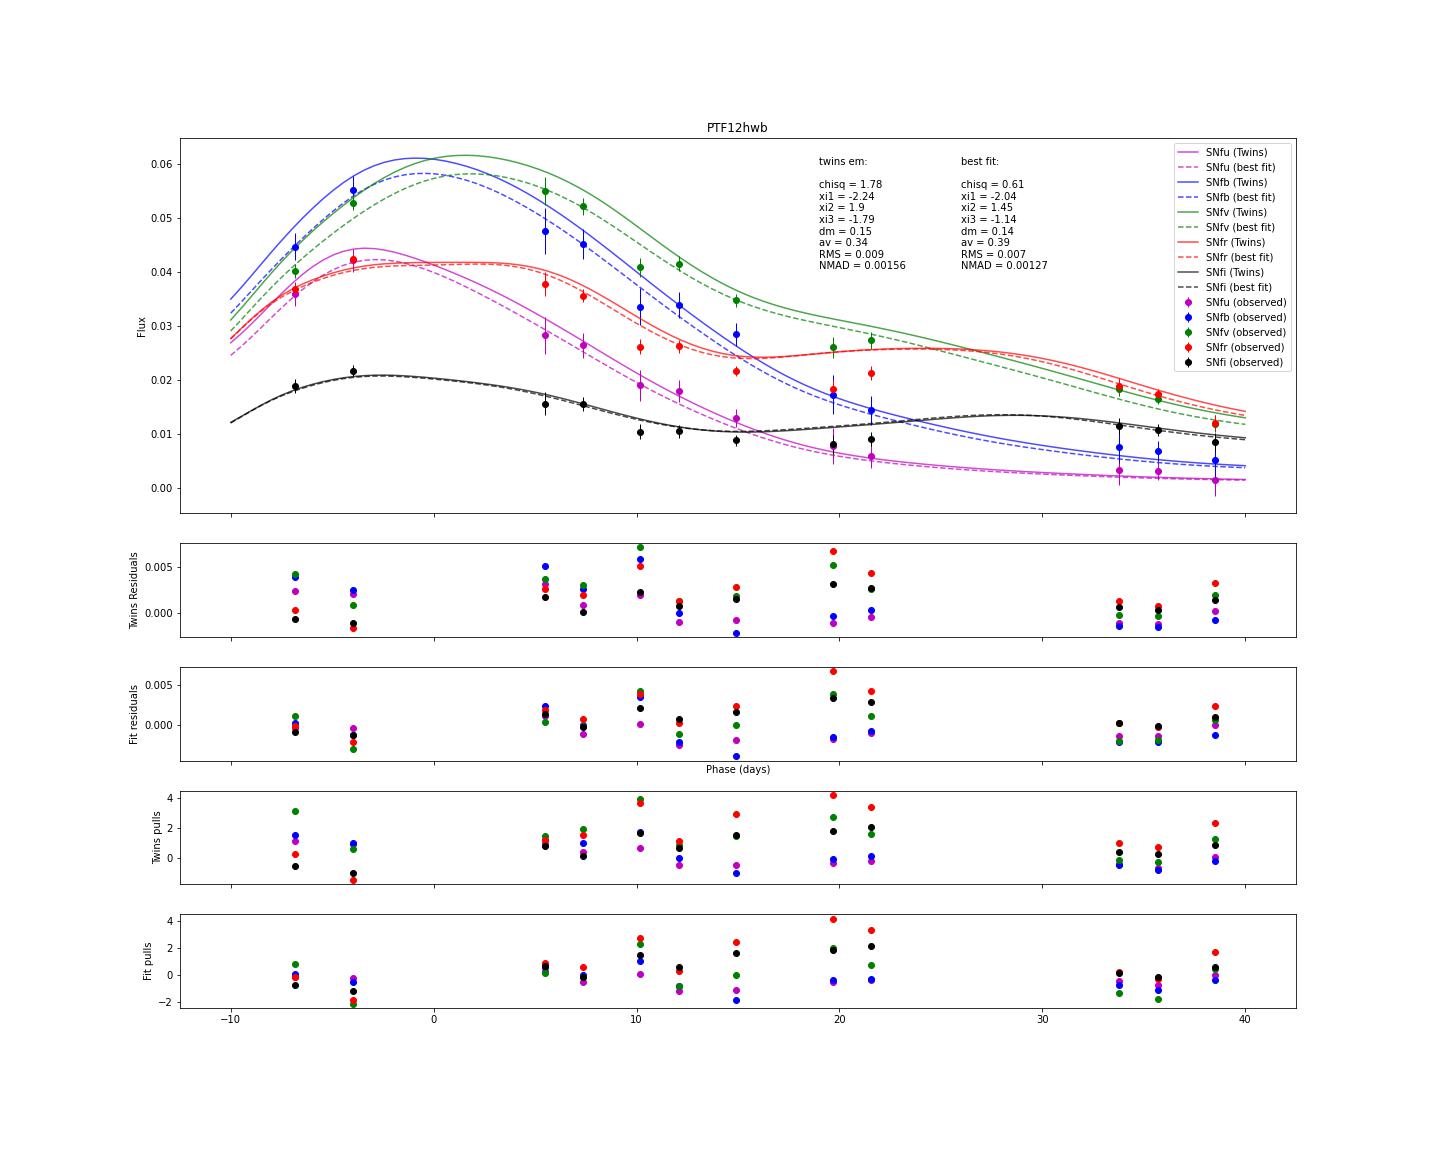 PTF12hwb
Flux
0.06
0.05
0.04
0.03
0.02
0.01
0.00
twins em:
chisq = 1.78
xi1 = -2.24
xi2 = 1.9
xi3 = -1.79
dm = 0.15
av = 0.34
RMS = 0.009
NMAD = 0.00156
best fit:
chisq = 0.61
xi1 = -2.04
xi2 = 1.45
xi3 = -1.14
dm = 0.14
av = 0.39
RMS = 0.007
NMAD = 0.00127
SNfu (Twins)
SNfu (best fit)
SNfb (Twins)
SNfb (best fit)
SNfv (Twins)
SNfv (best fit)
SNfr (Twins)
SNfr (best fit)
SNfi (Twins)
SNfi (best fit)
SNfu (observed)
SNfb (observed)
SNfv (observed)
SNfr (observed)
SNfi (observed)
Twins Residuals
0.005
0.000
Fit residuals
0.005
0.000
Phase (days)
Twins pulls
4
2
0
Fit pulls
4
2
0
−2
−10
0
10
20
30
40